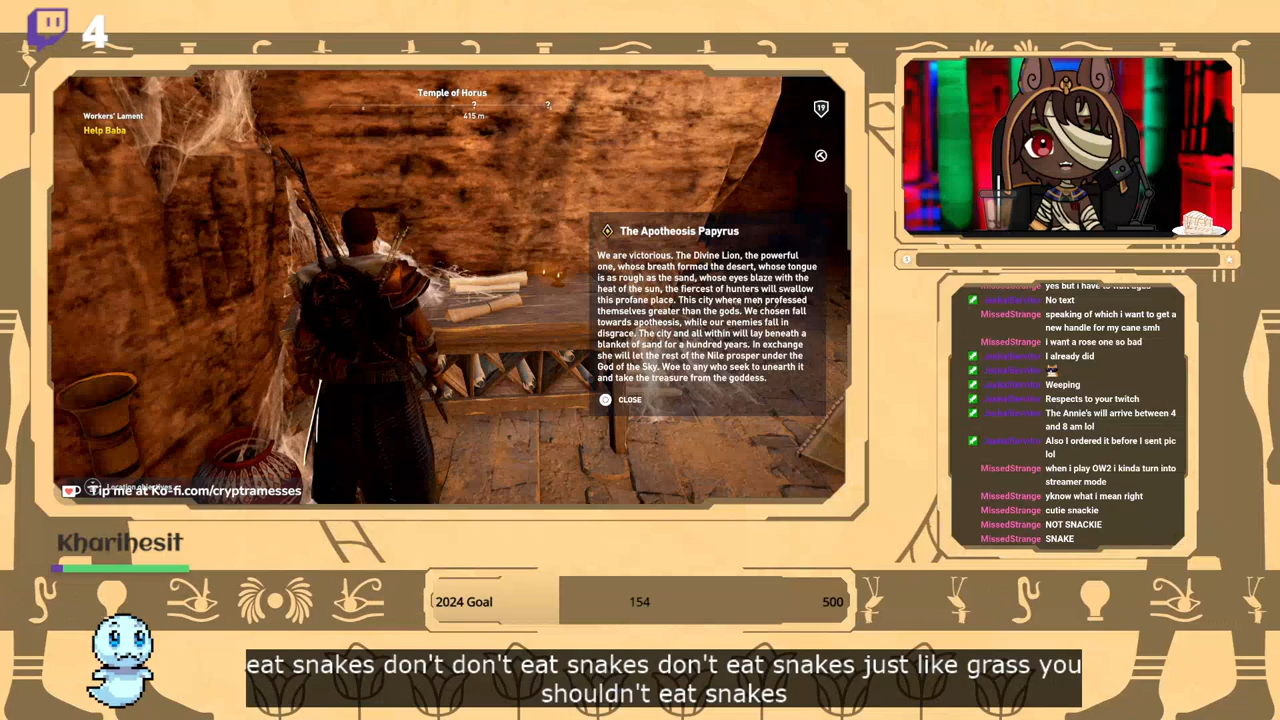 4
Temple of Horus
415 m
Workers' Lament
Help Baba
19
The Apotheosis Papyrus
We are victorious. The Divine Lion, the powerful
one, whose breath formed the desert, whose tongue
is as rough as the sand, whose eyes blaze with the
heat of the sun, the fiercest of hunters will swallow
this profane place. This city where men professed
themselves greater than the gods. We chosen fall
towards apotheosis, while our enemies fall in
disgrace. The city and all within will lay beneath a
blanket of sand for a hundred years. In exchange
she will let the rest of the Nile prosper under the
God of the Sky. Woe to any who seek to unearth it
and take the treasure from the goddess.
CLOSE
Tip me at Ko-fi.com/cryptramesses
MissedStrange yes but i have to wait ages
No text
MissedStrange speaking of which i want to get a
new handle for my cane smh
MissedStrange i want a rose one so bad
I already did
Weeping
Respects to your twitch
The Annie's will arrive between 4
and 8 am lol
Also I ordered it before I sent pic
lol
MissedStrange when i play OW2 i kinda turn into
streamer mode
MissedStrange yknow what i mean right
MissedStrange cutie snackie
MissedStrange NOT SNACKIE
MissedStrange SNAKE
Kharihesit
2024 Goal 154 500
eat snakes don't don't eat snakes don't eat snakes just like grass you
shouldn't eat snakes